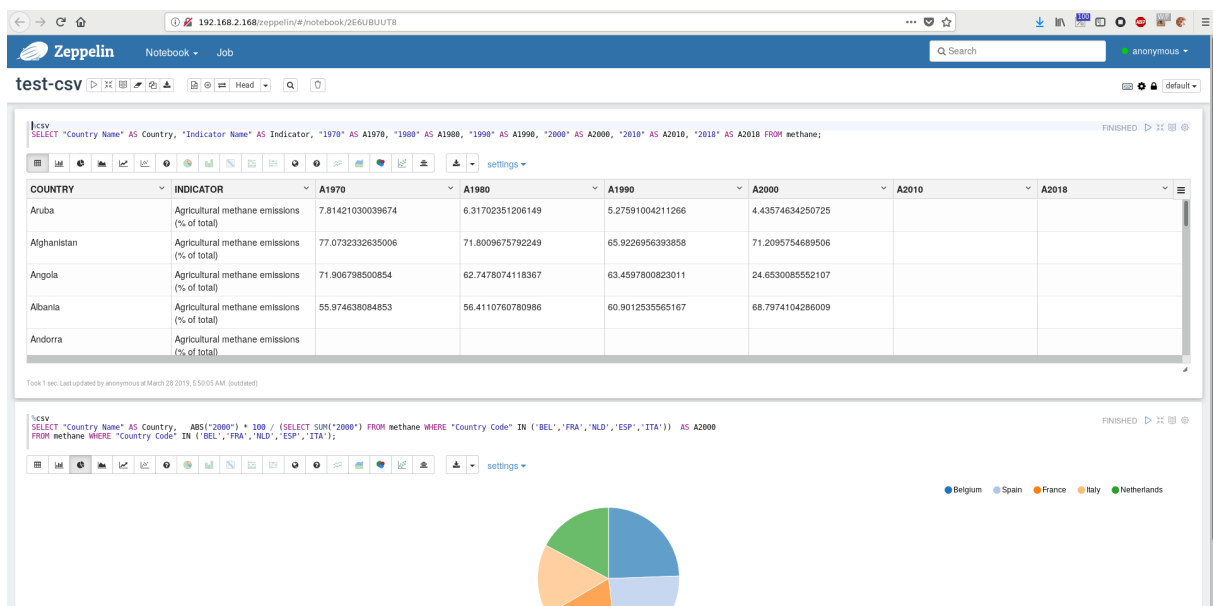 192.168.2.168/zeppelin/#/notebook/2E6UBUUT8
100
ABP
Zeppelin Notebook Job Search anonymous
test-csv Head default
%csv
SELECT "Country Name" AS Country, "Indicator Name" AS Indicator, "1970" AS A1970, "1980" AS A1980, "1990" AS A1990, "2000" AS A2000, "2010" AS A2010, "2018" AS A2018 FROM methane;
FINISHED
settings
COUNTRY INDICATOR A1970 A1980 A1990 A2000 A2010 A2018
Aruba Agricultural methane emissions (% of total) 7.81421030039674 6.31702351206149 5.27591004211266 4.43574634250725
Afghanistan Agricultural methane emissions (% of total) 77.0732332635006 71.8009675792249 65.9226956393858 71.2095754689506
Angola Agricultural methane emissions (% of total) 71.906798500854 62.7478074118367 63.4597800823011 24.6530085552107
Albania Agricultural methane emissions (% of total) 55.974638084853 56.4110760780986 60.9012535565167 68.7974104286009
Andorra Agricultural methane emissions (% of total)
Took 1 sec. Last updated by anonymous at March 28 2019, 5:50:05 AM. (outdated)
%csv
SELECT "Country Name" AS Country, ABS("2000") * 100 / (SELECT SUM("2000") FROM methane WHERE "Country Code" IN ('BEL','FRA','NLD','ESP','ITA')) AS A2000
FROM methane WHERE "Country Code" IN ('BEL','FRA','NLD','ESP','ITA');
FINISHED
settings
Belgium Spain France Italy Netherlands